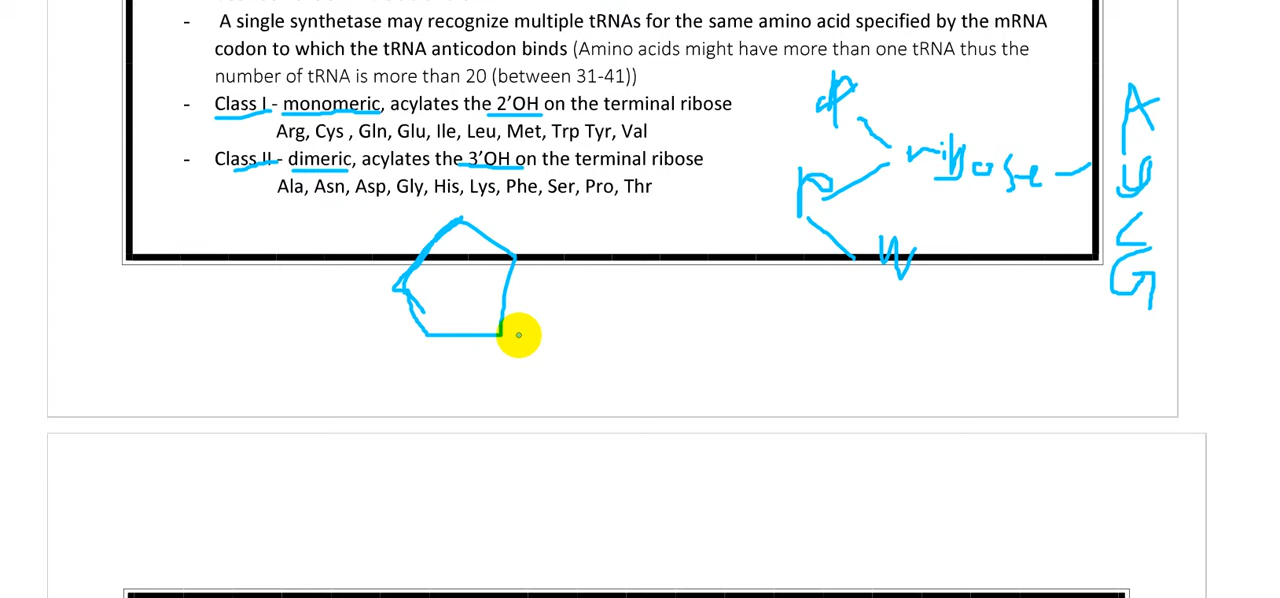 - A single synthetase may recognize multiple tRNAs for the same amino acid specified by the mRNA
codon to which the tRNA anticodon binds (Amino acids might have more than one tRNA thus the
number of tRNA is more than 20 (between 31-41))
- Class I - monomeric, acylates the 2’OH on the terminal ribose
Arg, Cys , Gln, Glu, Ile, Leu, Met, Trp Tyr, Val
- Class II - dimeric, acylates the 3’OH on the terminal ribose
Ala, Asn, Asp, Gly, His, Lys, Phe, Ser, Pro, Thr
P
ribose
A
U
C
G